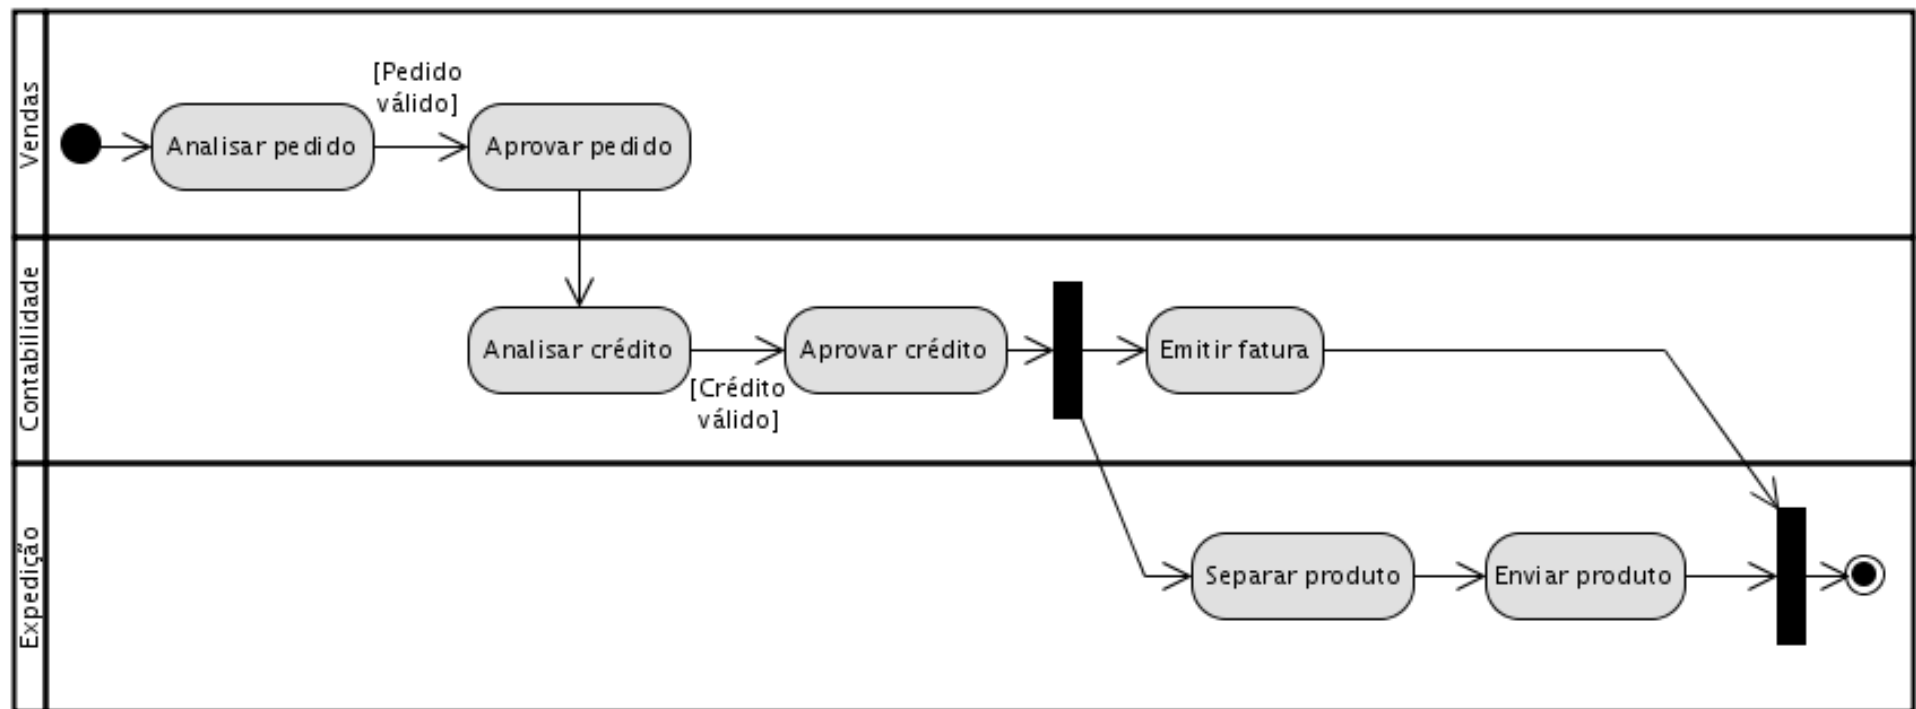 Vendas
[Pedido
válido]
Analisar pedido
Aprovar pedido
Contabilidade
Analisar crédito
[Crédito
válido]
Aprovar crédito
Emitir fatura
Expedição
Separar produto
Enviar produto